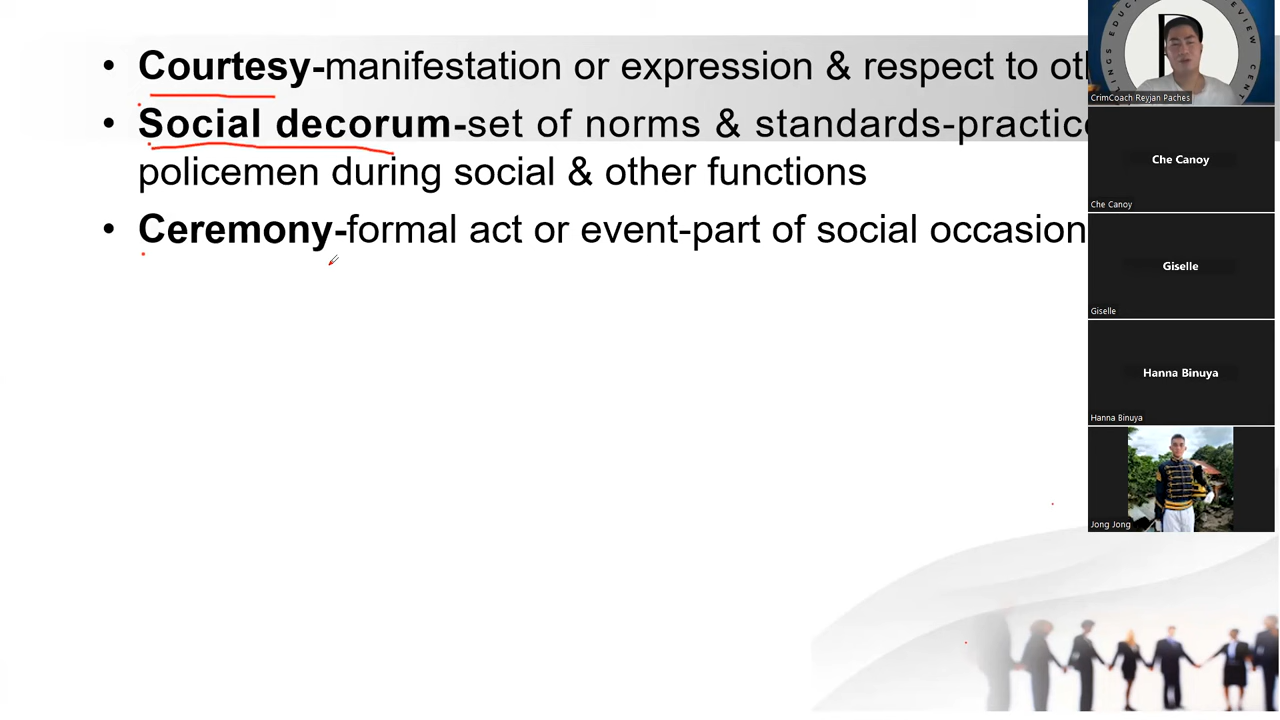 • Courtesy-manifestation or expression & respect to
• Social decorum-set of norms & standards-practic
policemen during social & other functions
• Ceremony-formal act or event-part of social occasion
CrimCoach Reyjan Paches
Che Canoy
Che Canoy
Giselle
Giselle
Hanna Binuya
Hanna Binuya
Jong Jong